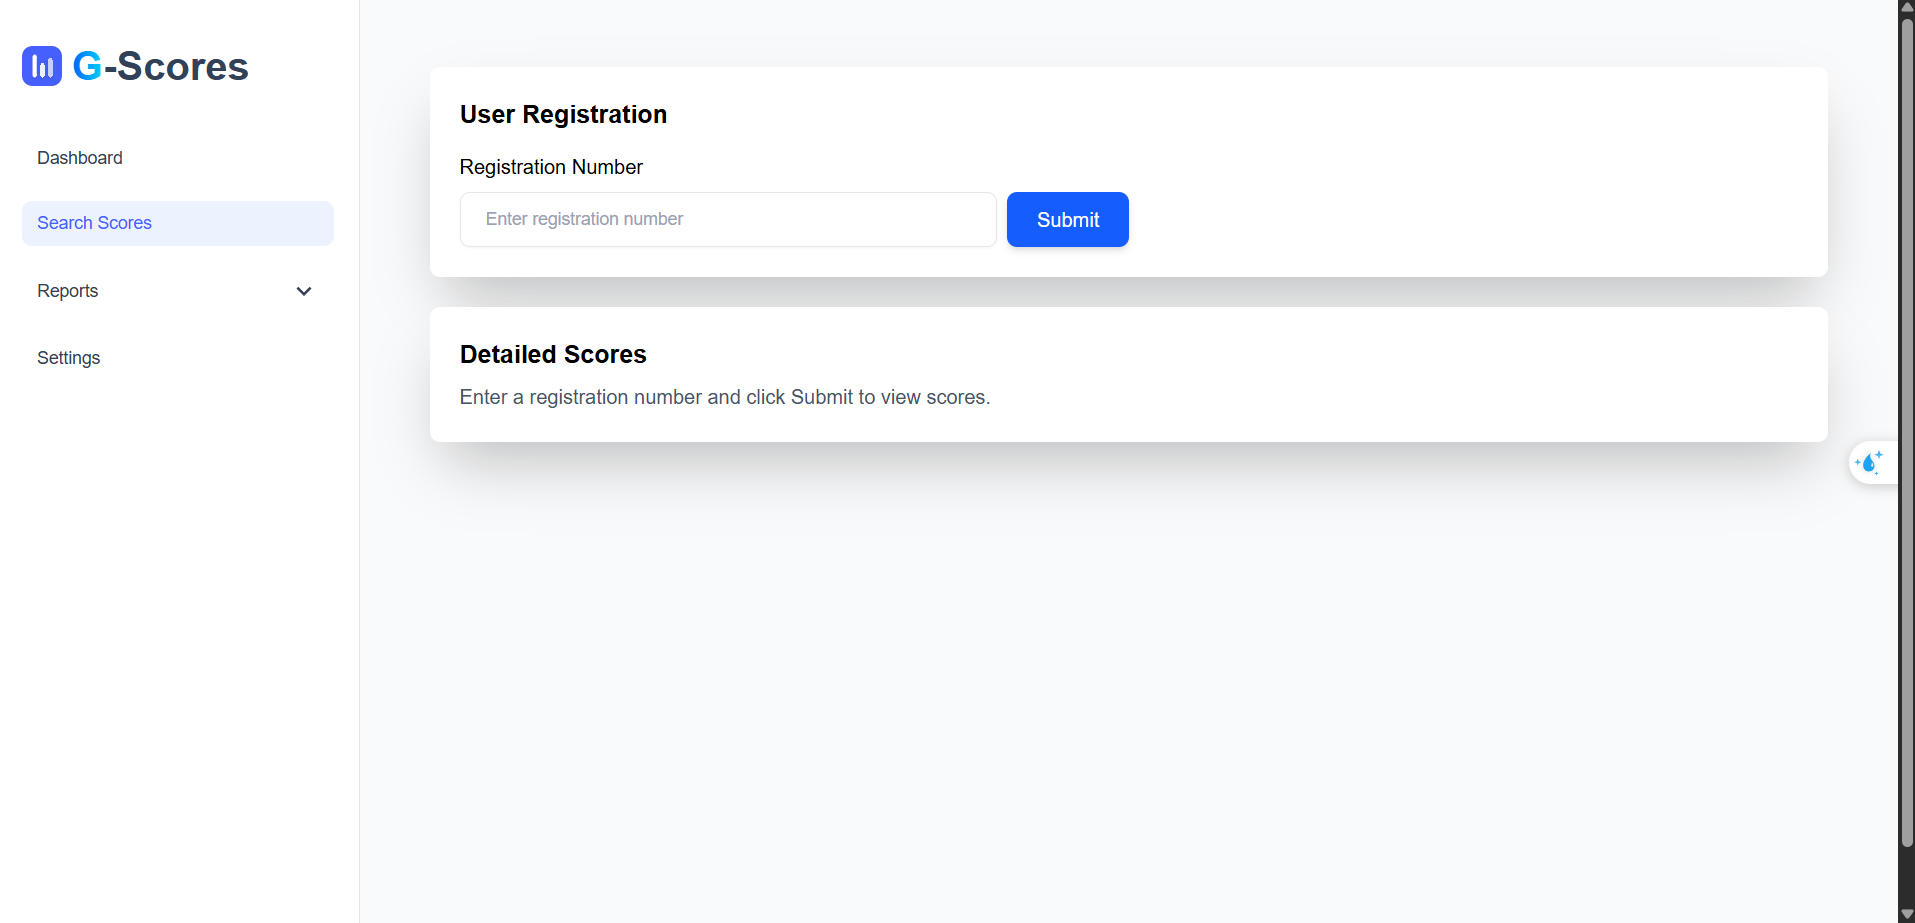 G-Scores
Dashboard
Search Scores
Reports
Settings
User Registration
Registration Number
Enter registration number
Submit
Detailed Scores
Enter a registration number and click Submit to view scores.